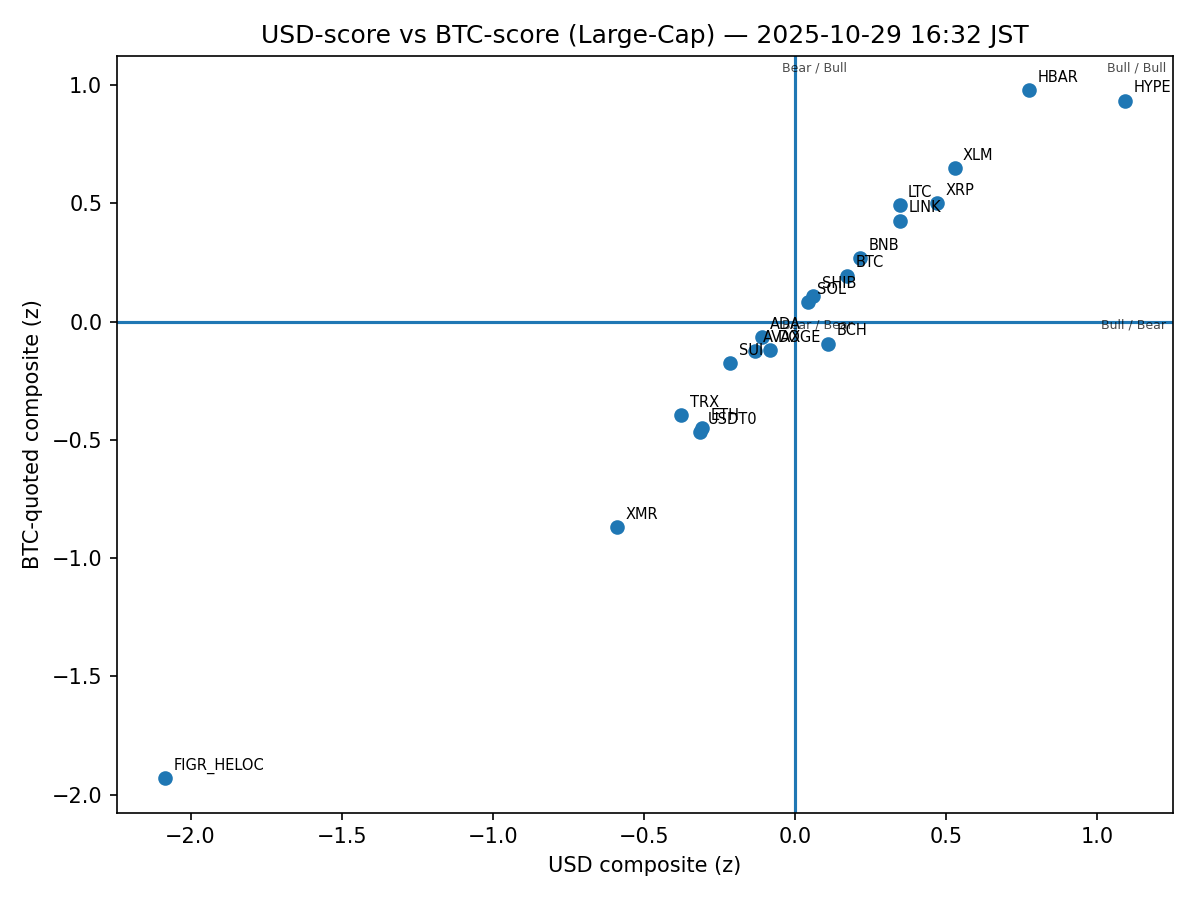 USD-score vs BTC-score (Large-Cap) — 2025-10-29 16:32 JST
BTC-quoted composite (z)
1.0
0.5
0.0
−0.5
−1.0
−1.5
−2.0
Bear / Bull
Bull / Bull
HBAR
HYPE
XLM
LTC
XRP
LINK
BNB
BTC
SHIB
SOL
ADA
Bear / Bear
Bull / Bear
BCH
AVAX
DOGE
SUI
TRX
ETH
USDT0
XMR
FIGR_HELOC
−2.0
−1.5
−1.0
−0.5
0.0
0.5
1.0
USD composite (z)